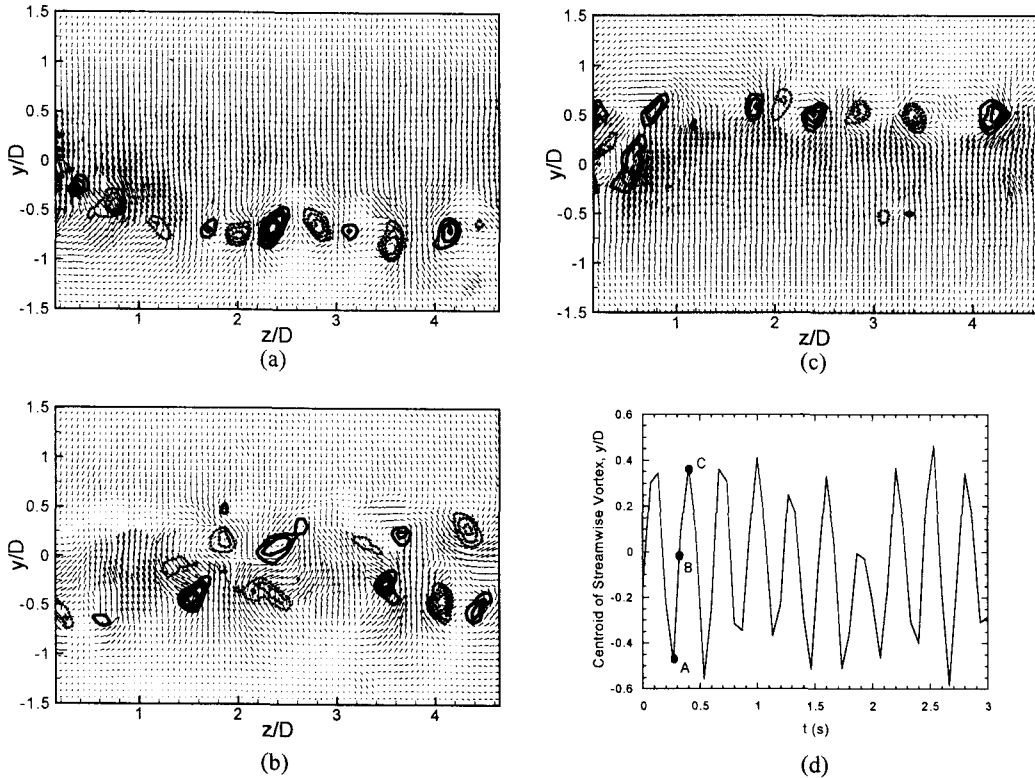 1.5
1
0.5
0
-0.5
-1
-1.5
y/D
1 2 3 4
z/D
(a)
1.5
1
0.5
0
-0.5
-1
-1.5
y/D
1 2 3 4
z/D
(c)
1.5
1
0.5
0
-0.5
-1
-1.5
y/D
1 2 3 4
z/D
(b)
0.6
0.4
0.2
0
-0.2
-0.4
-0.6
Centroid of Streamwise Vortex, y/D
C
B
A
0 0.5 1 1.5 2 2.5 3
t (s)
(d)